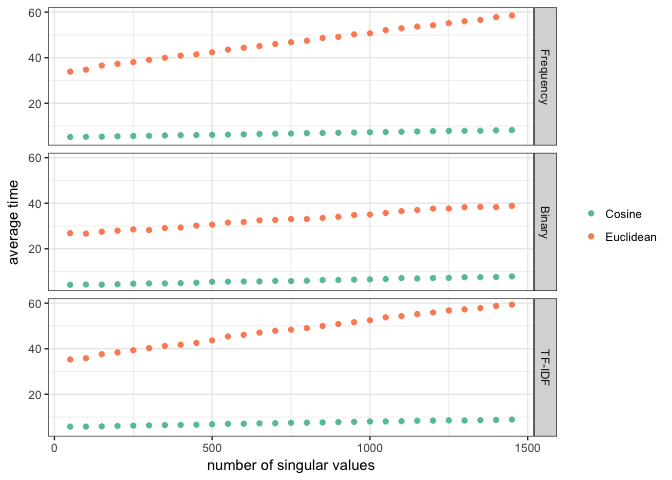 60
40
20
Frequency
60
40
20
Binary
60
40
20
TF-IDF
average time
0
500
1000
1500
number of singular values
Cosine
Euclidean